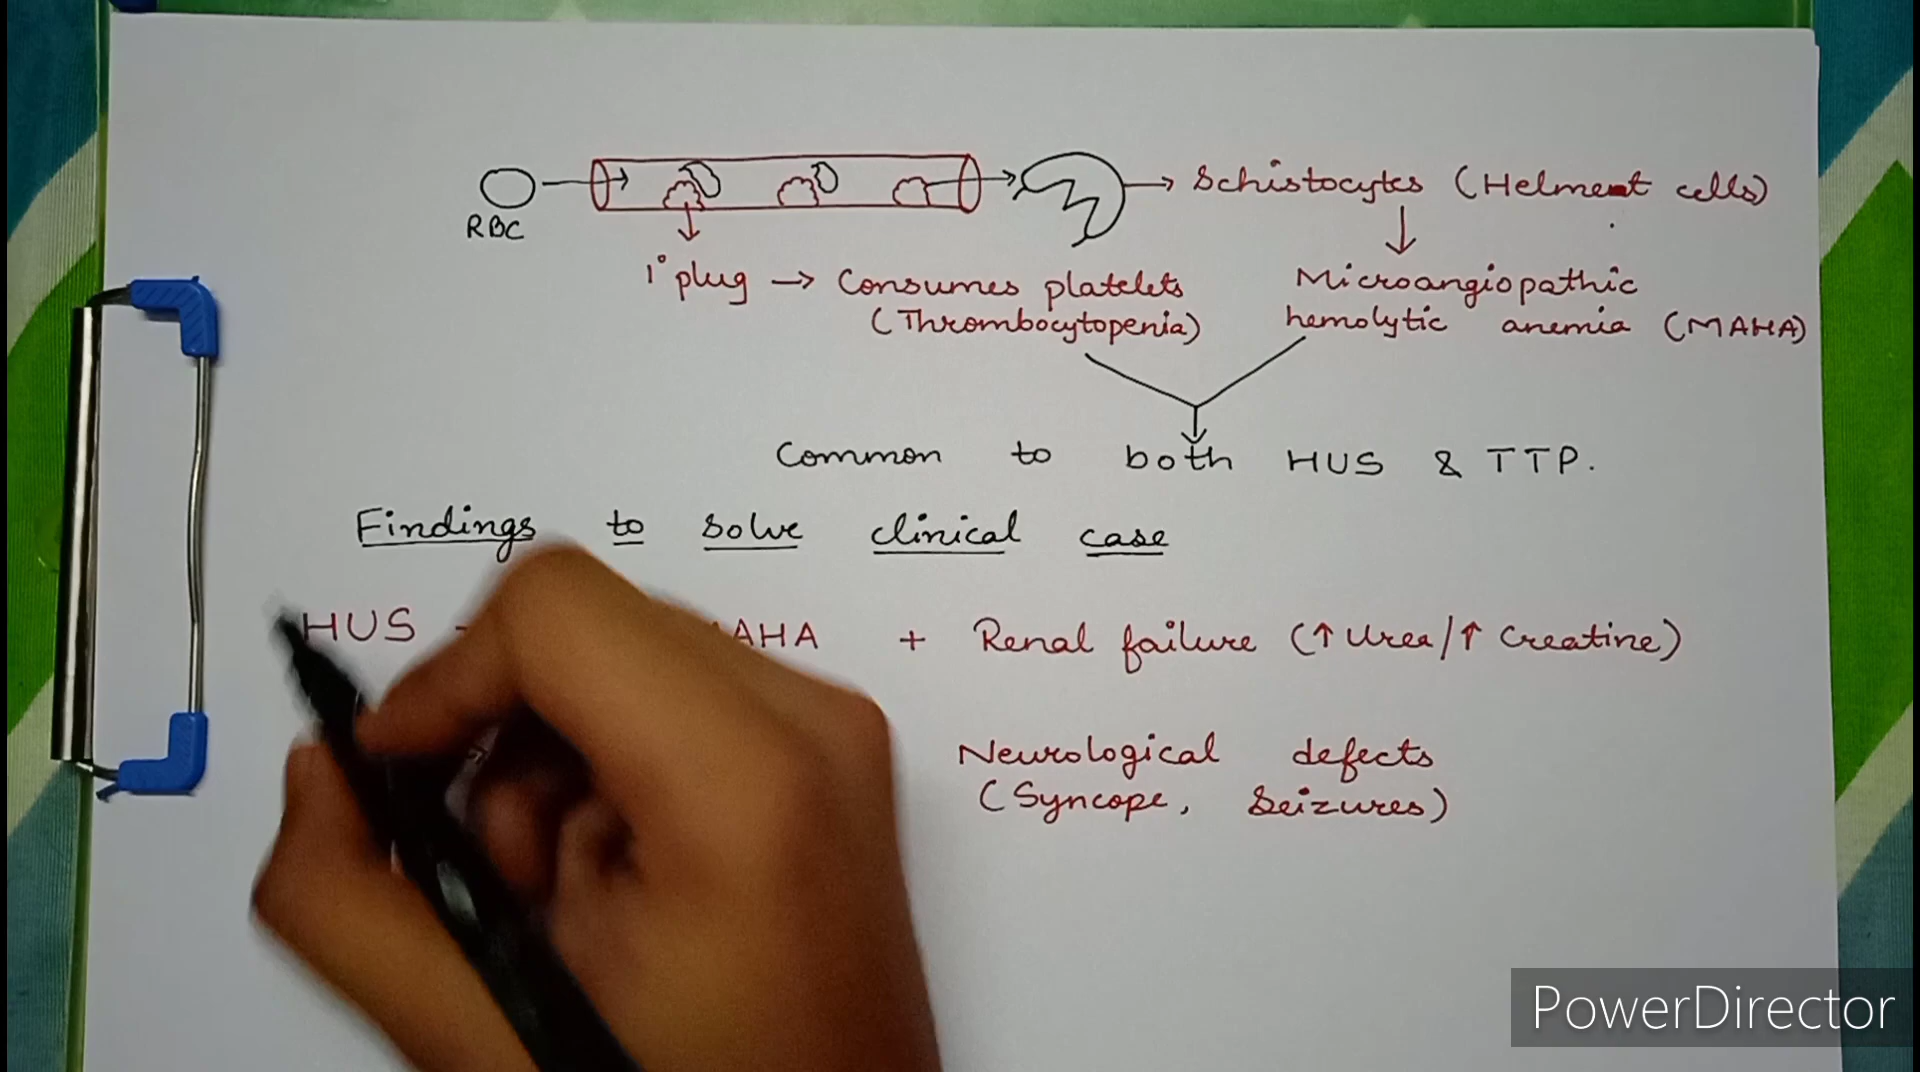 RBC
Schistocytes (Helmet cells)
1° plug → Consumes platelets
(Thrombocytopenia)
Microangiopathic
hemolytic anemia (MAHA)
Common to both HUS & TTP.
Findings to solve clinical case
HUS
MAHA + Renal failure (↑ Urea/↑ Creatine)
Neurological defects
(Syncope, Seizures)
PowerDirector